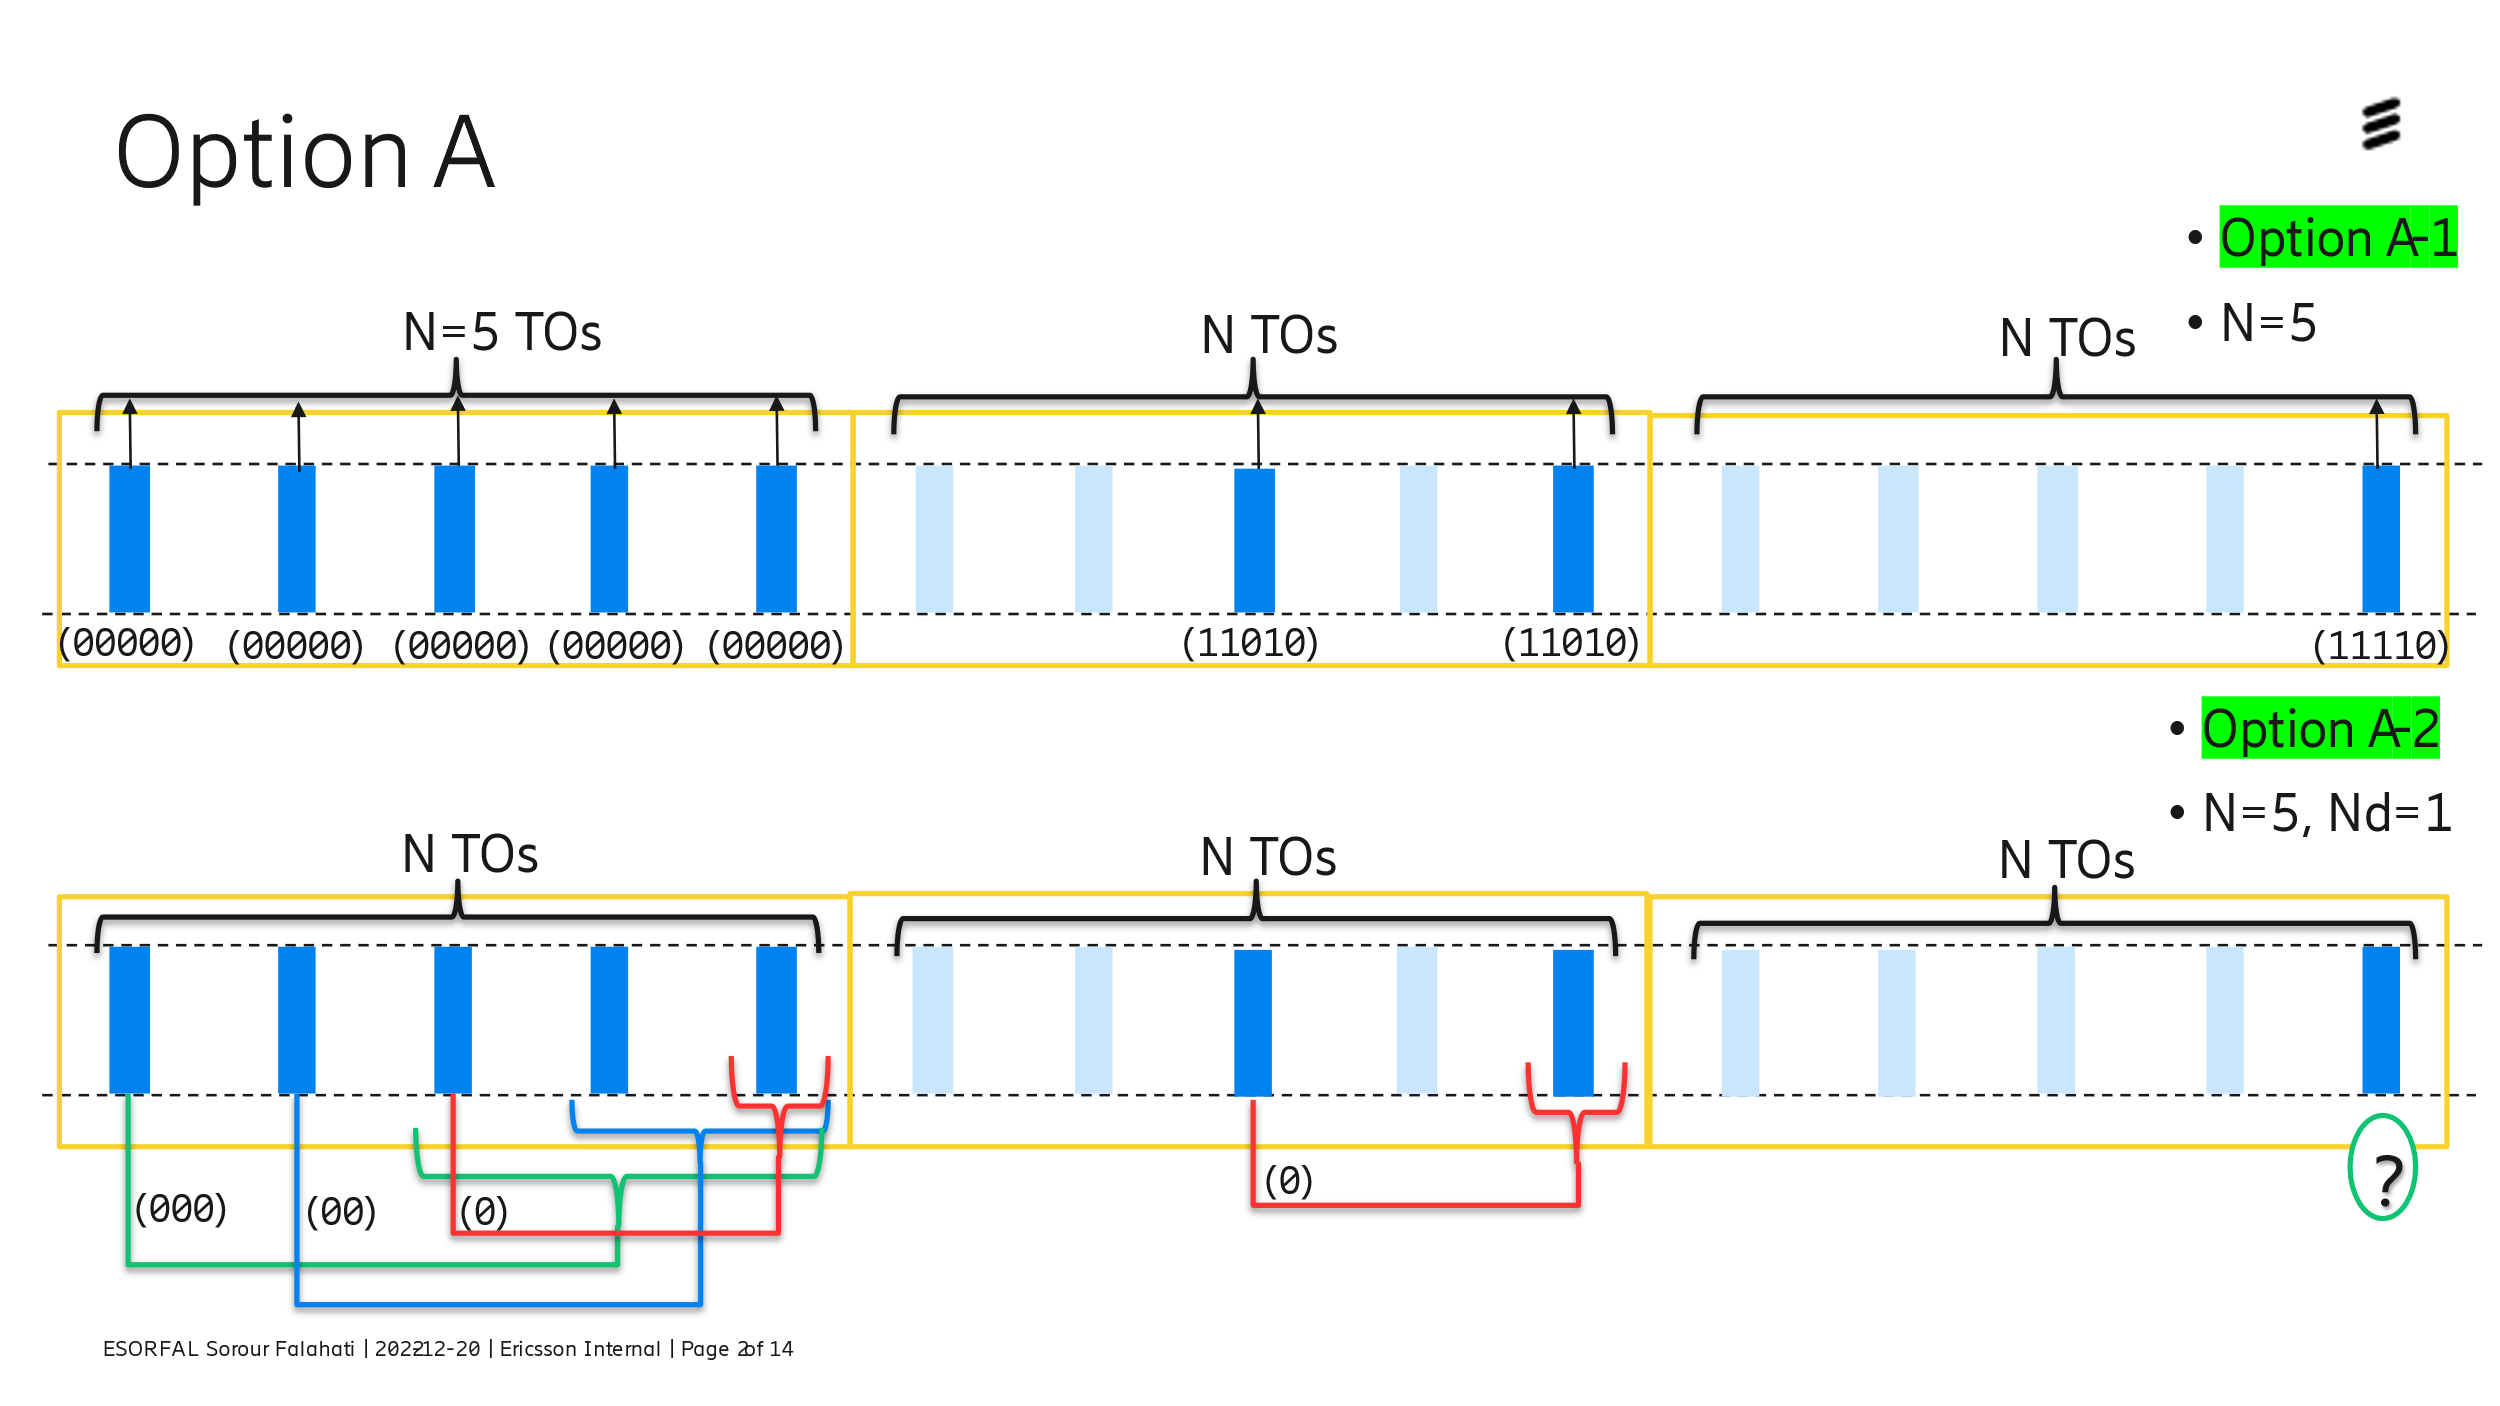 Option A
• Option A-1
• N=5
N=5 TOs
N TOs
N TOs
(00000) (00000) (00000) (00000) (00000) (11010) (11010) (11110)
• Option A-2
• N=5, Nd=1
N TOs
N TOs
N TOs
(000) (00) (0) (0) ?
ESORFAL Sorour Falahati | 2022-12-20 | Ericsson Internal | Page 2 of 14